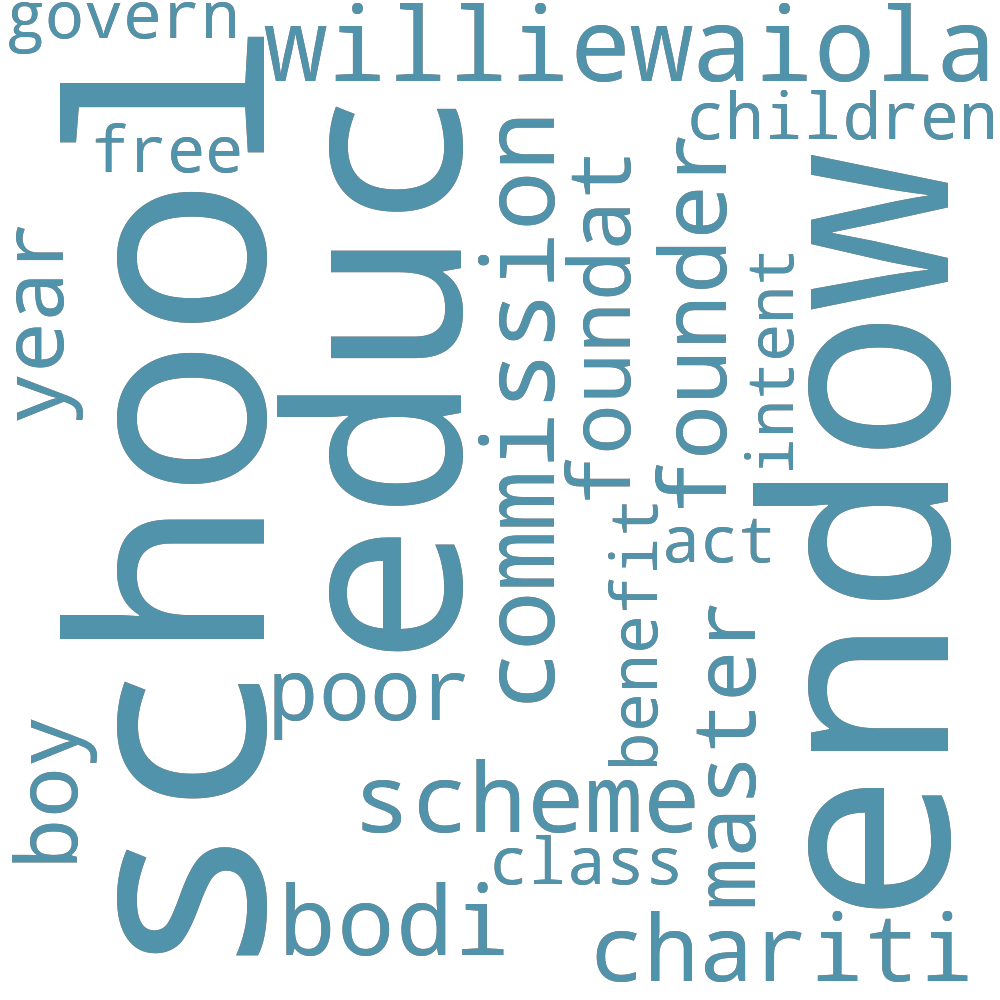 govern
williewaiola
children
free
school
educ
year
commission
foundat
founder
intent
endow
act
benefit
poor
master
boy
scheme
class
bodi
chariti